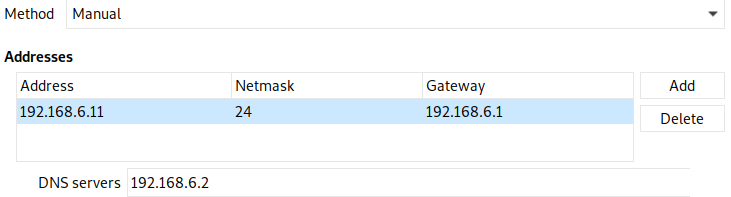 Method Manual
Addresses
Address Netmask Gateway Add
192.168.6.11 24 192.168.6.1 Delete
DNS servers 192.168.6.2